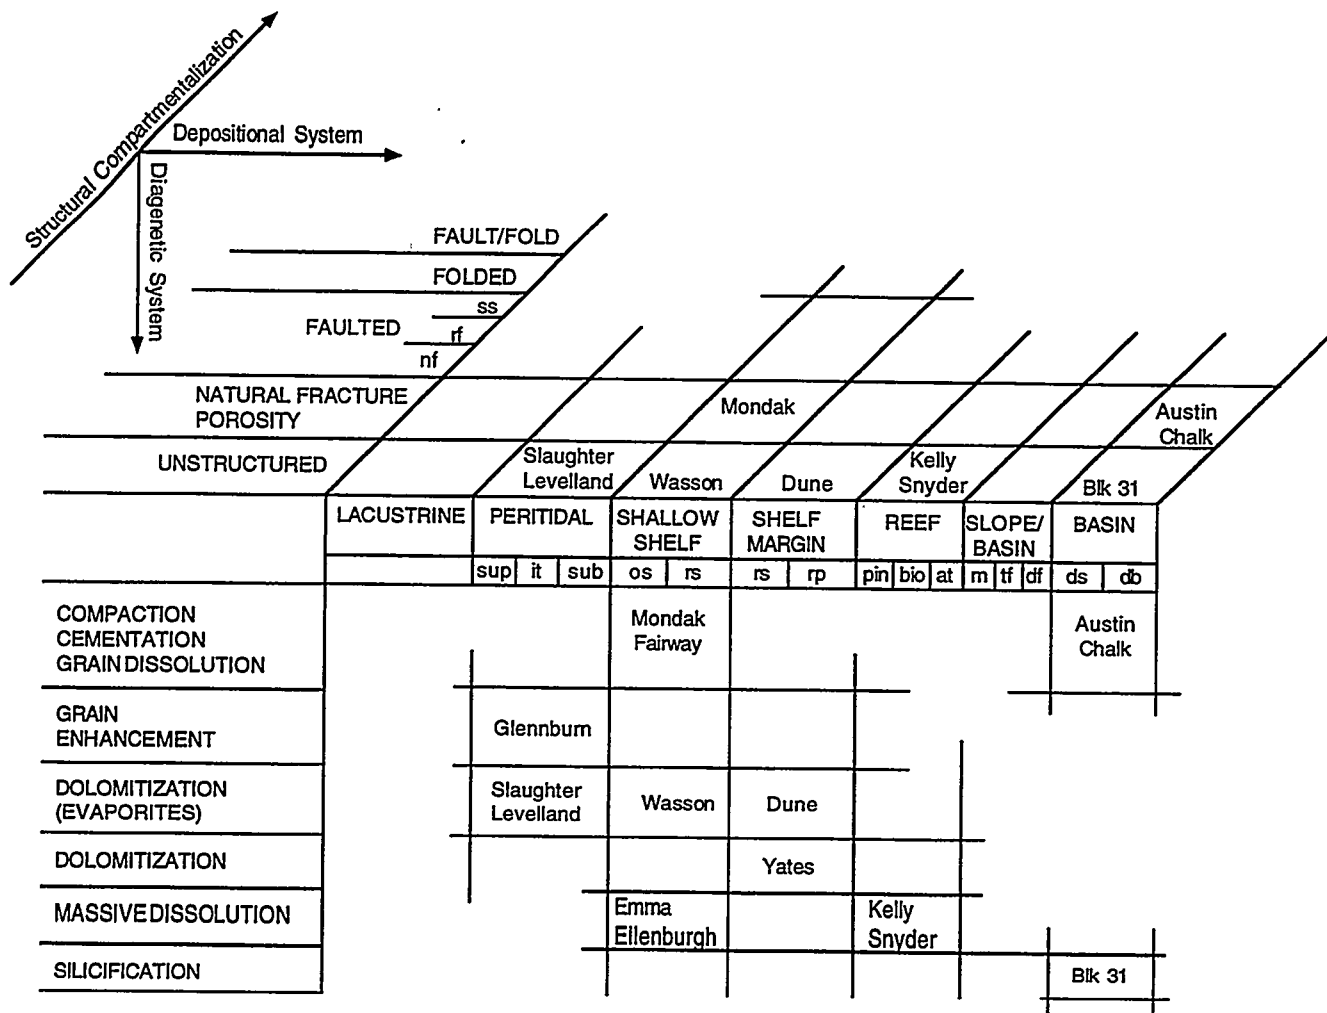 Structural Compartmentalization
Depositional System
Diagenetic System
FAULT/FOLD
FOLDED
ss
FAULTED
rf
nf
NATURAL FRACTURE
POROSITY
Mondak
Austin
Chalk
UNSTRUCTURED
Slaughter
Levelland
Wasson
Dune
Kelly
Snyder
Blk 31
LACUSTRINE
PERITIDAL
SHALLOW
SHELF
SHELF
MARGIN
REEF
SLOPE/
BASIN
BASIN
sup it sub os rs rs rp pin bio at m tf df ds db
COMPACTION
CEMENTATION
GRAIN DISSOLUTION
Mondak
Fairway
Austin
Chalk
GRAIN
ENHANCEMENT
Glennburn
DOLOMITIZATION
(EVAPORITES)
Slaughter
Levelland
Wasson
Dune
DOLOMITIZATION
Yates
MASSIVE DISSOLUTION
Emma
Ellenburgh
Kelly
Snyder
SILICIFICATION
Blk 31